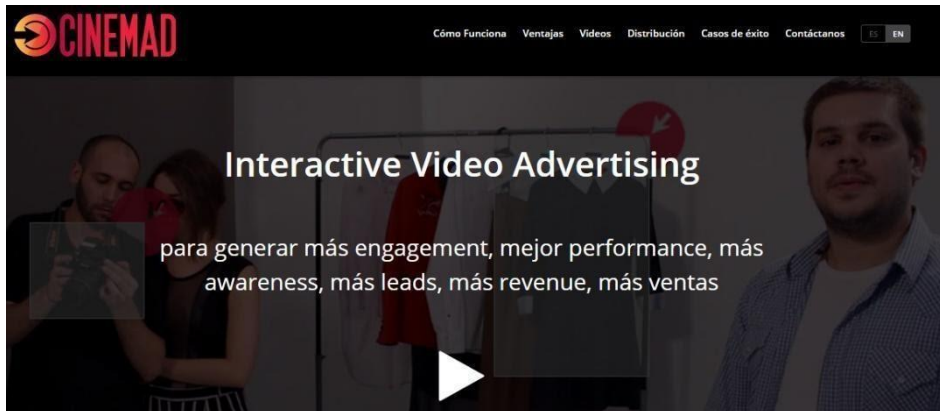 CINEMAD
Cómo Funciona Ventajas Videos Distribución Casos de éxito Contáctanos ES EN
Interactive Video Advertising
para generar más engagement, mejor performance, más
awareness, más leads, más revenue, más ventas